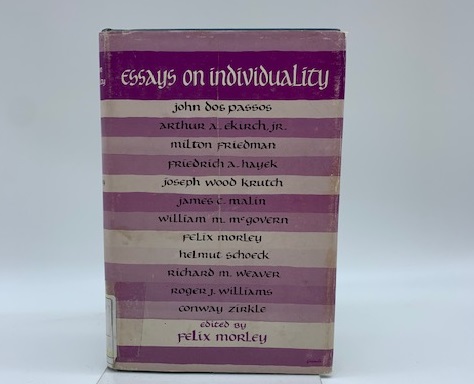 essays on individuality
john dos passos
arthur a. ekirch, jr.
milton friedman
friedrich a. hayek
joseph wood krutch
james c. malin
william m. mcgovern
felix morley
helmut schoeck
richard m. weaver
roger j. williams
conway zirkle
edited by
felix morley